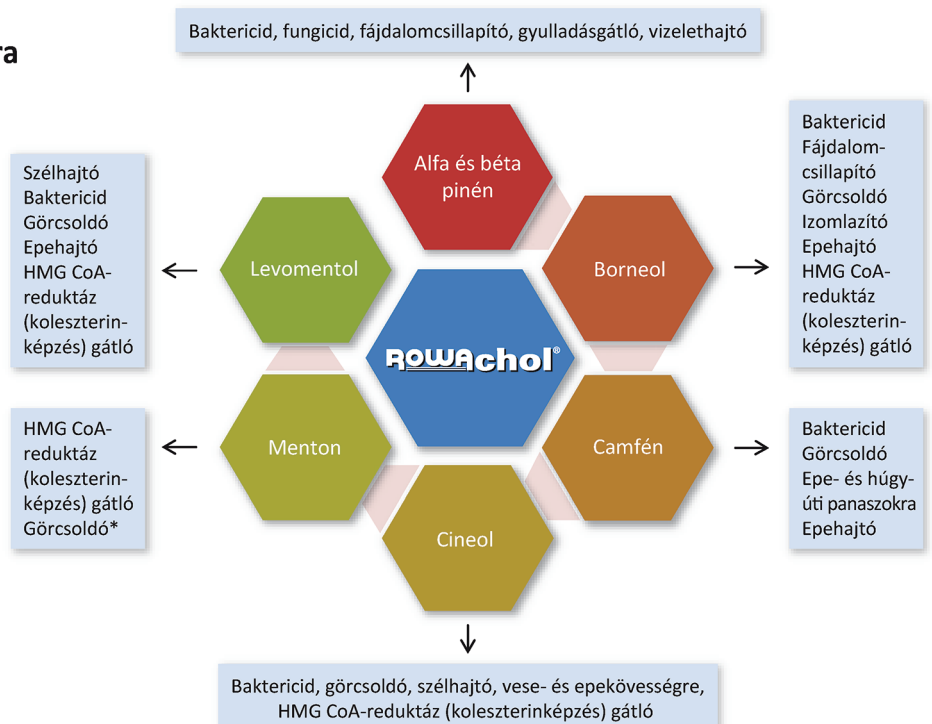 Baktericid, fungicid, fájdalomcsillapító, gyulladásgátló, vizelethajtó
ra
Alfa és béta
pinén
Baktericid
Fájdalom-
csillapító
Görcsoldó
Izomlazító
Epehajtó
HMG CoA-
reduktáz
(koleszterin-
képzés) gátló
Szélhajtó
Baktericid
Görcsoldó
Epehajtó
HMG CoA-
reduktáz
(koleszterin-
képzés) gátló
Levomentol
Borneol
ROWAchol®
HMG CoA-
reduktáz
(koleszterin-
képzés) gátló
Görcsoldó*
Menton
Camfén
Baktericid
Görcsoldó
Epe- és húgy-
úti panaszokra
Epehajtó
Cineol
Baktericid, görcsoldó, szélhajtó, vese- és epekövességre,
HMG CoA-reduktáz (koleszterinképzés) gátló